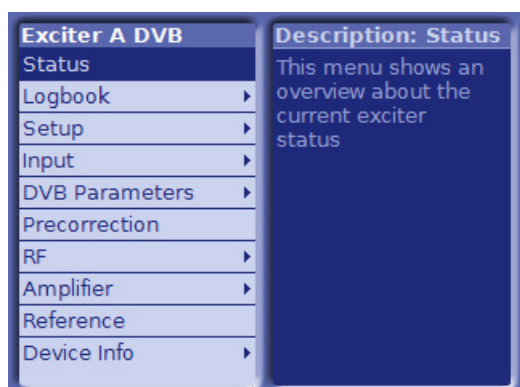 Exciter A DVB
Status
Logbook
Setup
Input
DVB Parameters
Precorrection
RF
Amplifier
Reference
Device Info
Description: Status
This menu shows an
overview about the
current exciter
status